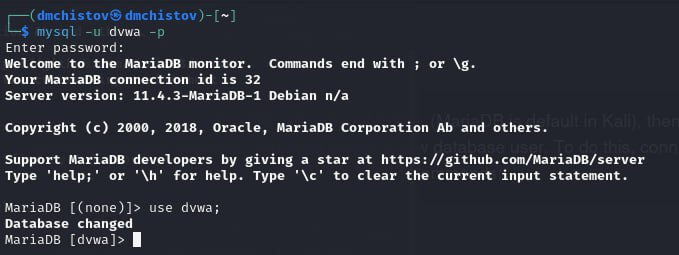 ┌──(dmchistov㉿dmchistov)-[~]
└─$ mysql -u dvwa -p
Enter password:
Welcome to the MariaDB monitor.  Commands end with ; or \g.
Your MariaDB connection id is 32
Server version: 11.4.3-MariaDB-1 Debian n/a
(MariaDB is default in Kali), then
Copyright (c) 2000, 2018, Oracle, MariaDB Corporation Ab and others.
database user. To do this, conn
Support MariaDB developers by giving a star at https://github.com/MariaDB/server
Type 'help;' or '\h' for help. Type '\c' to clear the current input statement.
MariaDB [(none)]> use dvwa;
Database changed
MariaDB [dvwa]>